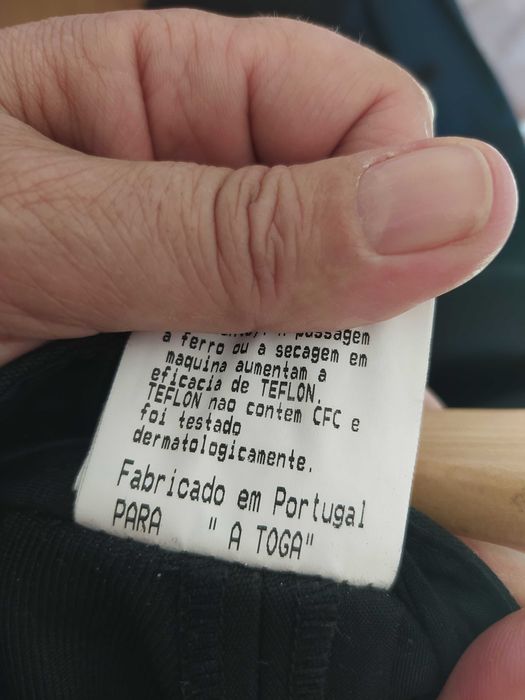 passagem
a ferro ou a secagem em
maquina aumentam a
eficacia de TEFLON.
TEFLON nao contem CFC e
foi testado
dermatologicamente.
Fabricado em Portugal
PARA " A TOGA"